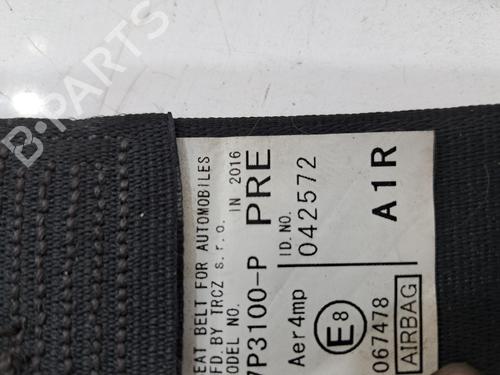 B-PARTS
EAT BELT FOR AUTOMOBILES
FD. BY TRCZ s. r. o. IN 2016
ODEL NO.
7P3100-P PRE
ID. NO.
042572
Aer4mp
E8
A1R
067478
AIRBAG